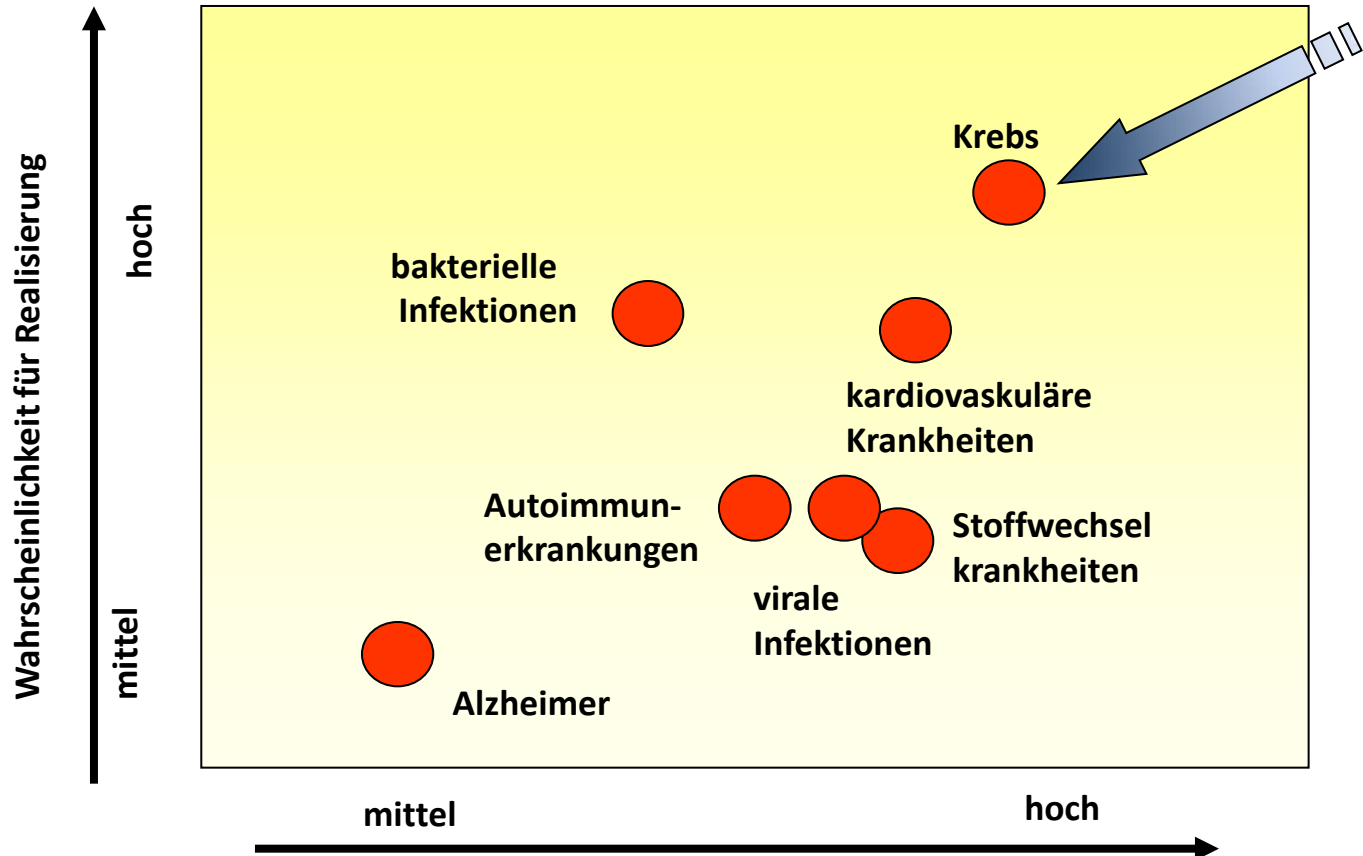 Wahrscheinlichkeit für Realisierung
hoch
mittel
Krebs
bakterielle
Infektionen
kardiovaskuläre
Krankheiten
Autoimmun-
erkrankungen
Stoffwechsel
krankheiten
virale
Infektionen
Alzheimer
mittel
hoch